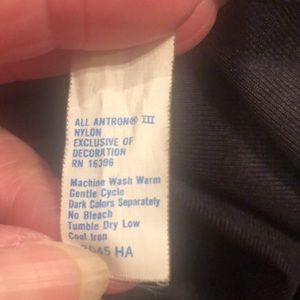 ALL ANTRON® III
NYLON
EXCLUSIVE OF
DECORATION
RN 16396
Machine Wash Warm
Gentle Cycle
Dark Colors Separately
No Bleach
Tumble Dry Low
Cool Iron
HA